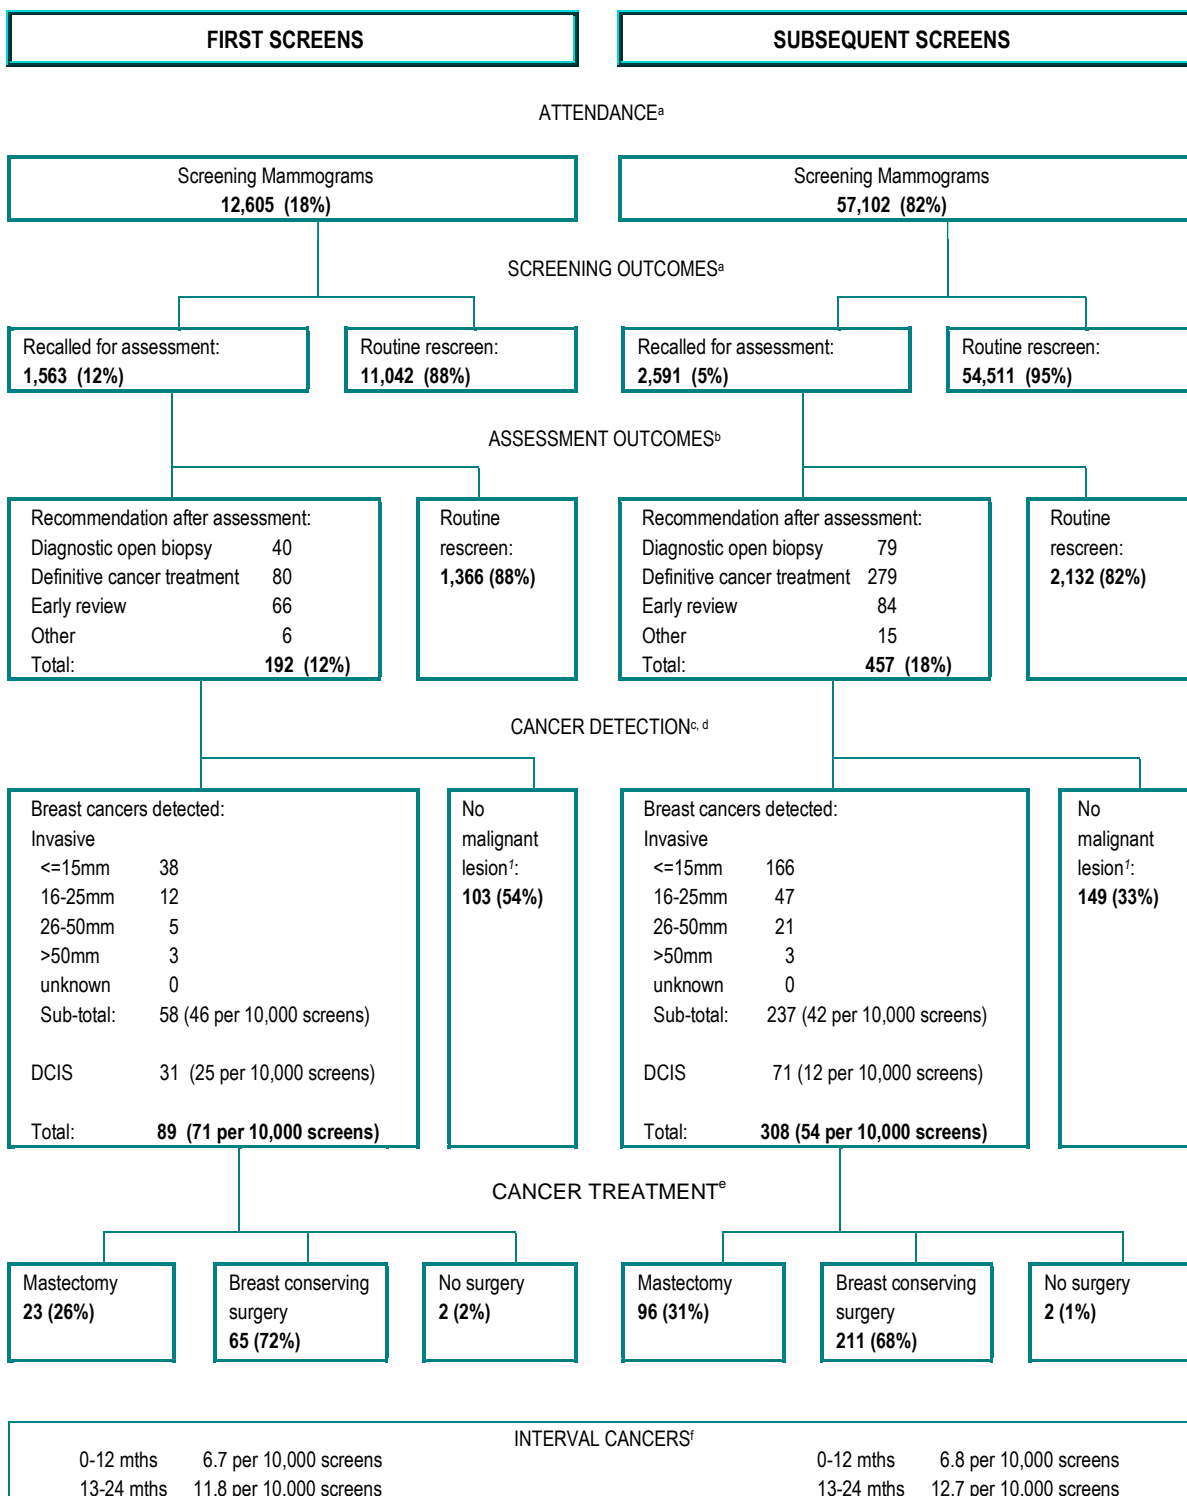 FIRST SCREENS
SUBSEQUENT SCREENS
ATTENDANCEᵃ
Screening Mammograms
12,605 (18%)
Screening Mammograms
57,102 (82%)
SCREENING OUTCOMESᵃ
Recalled for assessment:
1,563 (12%)
Routine rescreen:
11,042 (88%)
Recalled for assessment:
2,591 (5%)
Routine rescreen:
54,511 (95%)
ASSESSMENT OUTCOMESᵇ
Recommendation after assessment:
Diagnostic open biopsy 40
Definitive cancer treatment 80
Early review 66
Other 6
Total: 192 (12%)
Routine
rescreen:
1,366 (88%)
Recommendation after assessment:
Diagnostic open biopsy 79
Definitive cancer treatment 279
Early review 84
Other 15
Total: 457 (18%)
Routine
rescreen:
2,132 (82%)
CANCER DETECTIONᶜ, ᵈ
Breast cancers detected:
Invasive
<=15mm 38
16-25mm 12
26-50mm 5
>50mm 3
unknown 0
Sub-total: 58 (46 per 10,000 screens)
DCIS 31 (25 per 10,000 screens)
Total: 89 (71 per 10,000 screens)
No
malignant
lesion¹:
103 (54%)
Breast cancers detected:
Invasive
<=15mm 166
16-25mm 47
26-50mm 21
>50mm 3
unknown 0
Sub-total: 237 (42 per 10,000 screens)
DCIS 71 (12 per 10,000 screens)
Total: 308 (54 per 10,000 screens)
No
malignant
lesion¹:
149 (33%)
CANCER TREATMENTᵉ
Mastectomy
23 (26%)
Breast conserving
surgery
65 (72%)
No surgery
2 (2%)
Mastectomy
96 (31%)
Breast conserving
surgery
211 (68%)
No surgery
2 (1%)
INTERVAL CANCERSᶠ
0-12 mths 6.7 per 10,000 screens
13-24 mths 11.8 per 10,000 screens
0-12 mths 6.8 per 10,000 screens
13-24 mths 12.7 per 10,000 screens